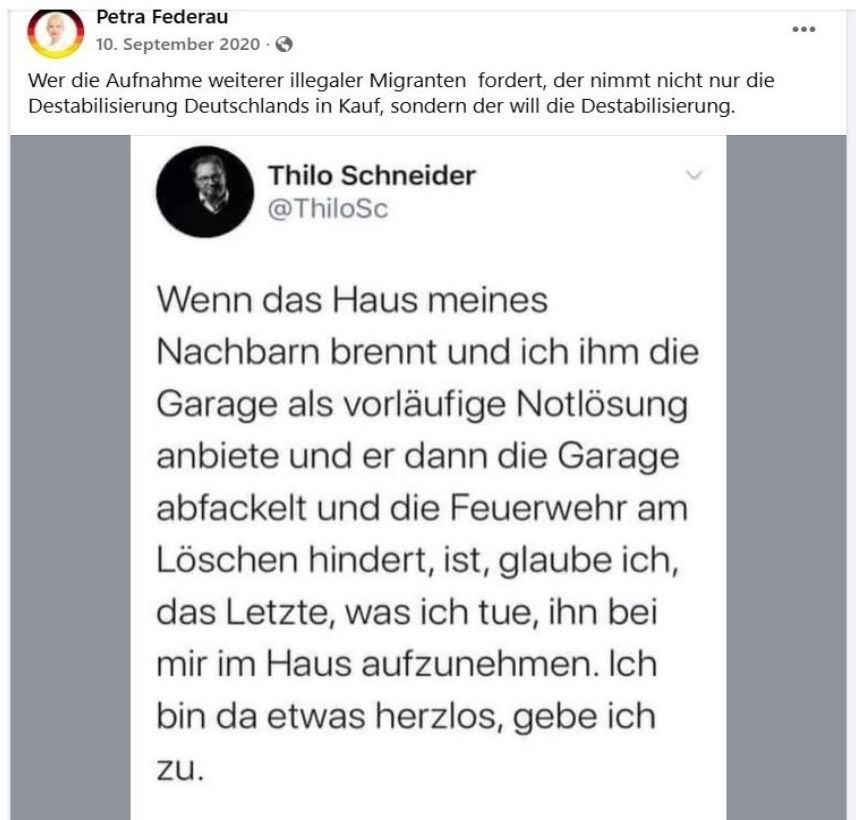 Petra Federau
10. September 2020 ·
Wer die Aufnahme weiterer illegaler Migranten fordert, der nimmt nicht nur die
Destabilisierung Deutschlands in Kauf, sondern der will die Destabilisierung.
Thilo Schneider
@ThiloSc
Wenn das Haus meines
Nachbarn brennt und ich ihm die
Garage als vorläufige Notlösung
anbiete und er dann die Garage
abfackelt und die Feuerwehr am
Löschen hindert, ist, glaube ich,
das Letzte, was ich tue, ihn bei
mir im Haus aufzunehmen. Ich
bin da etwas herzlos, gebe ich
zu.